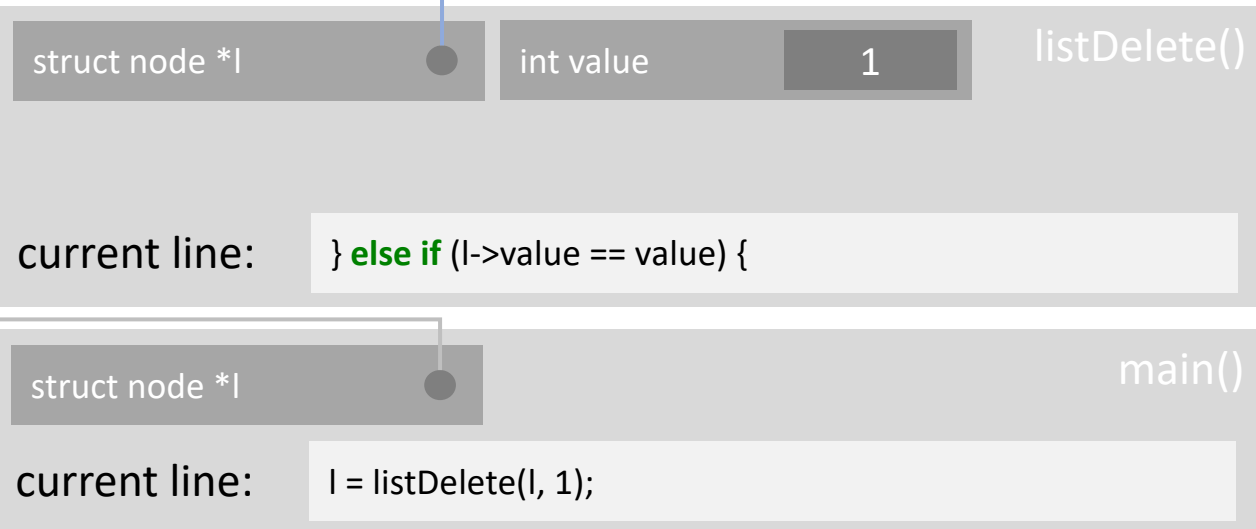 struct node *l int value 1 listDelete()
current line: } else if (l->value == value) {
struct node *l main()
current line: l = listDelete(l, 1);